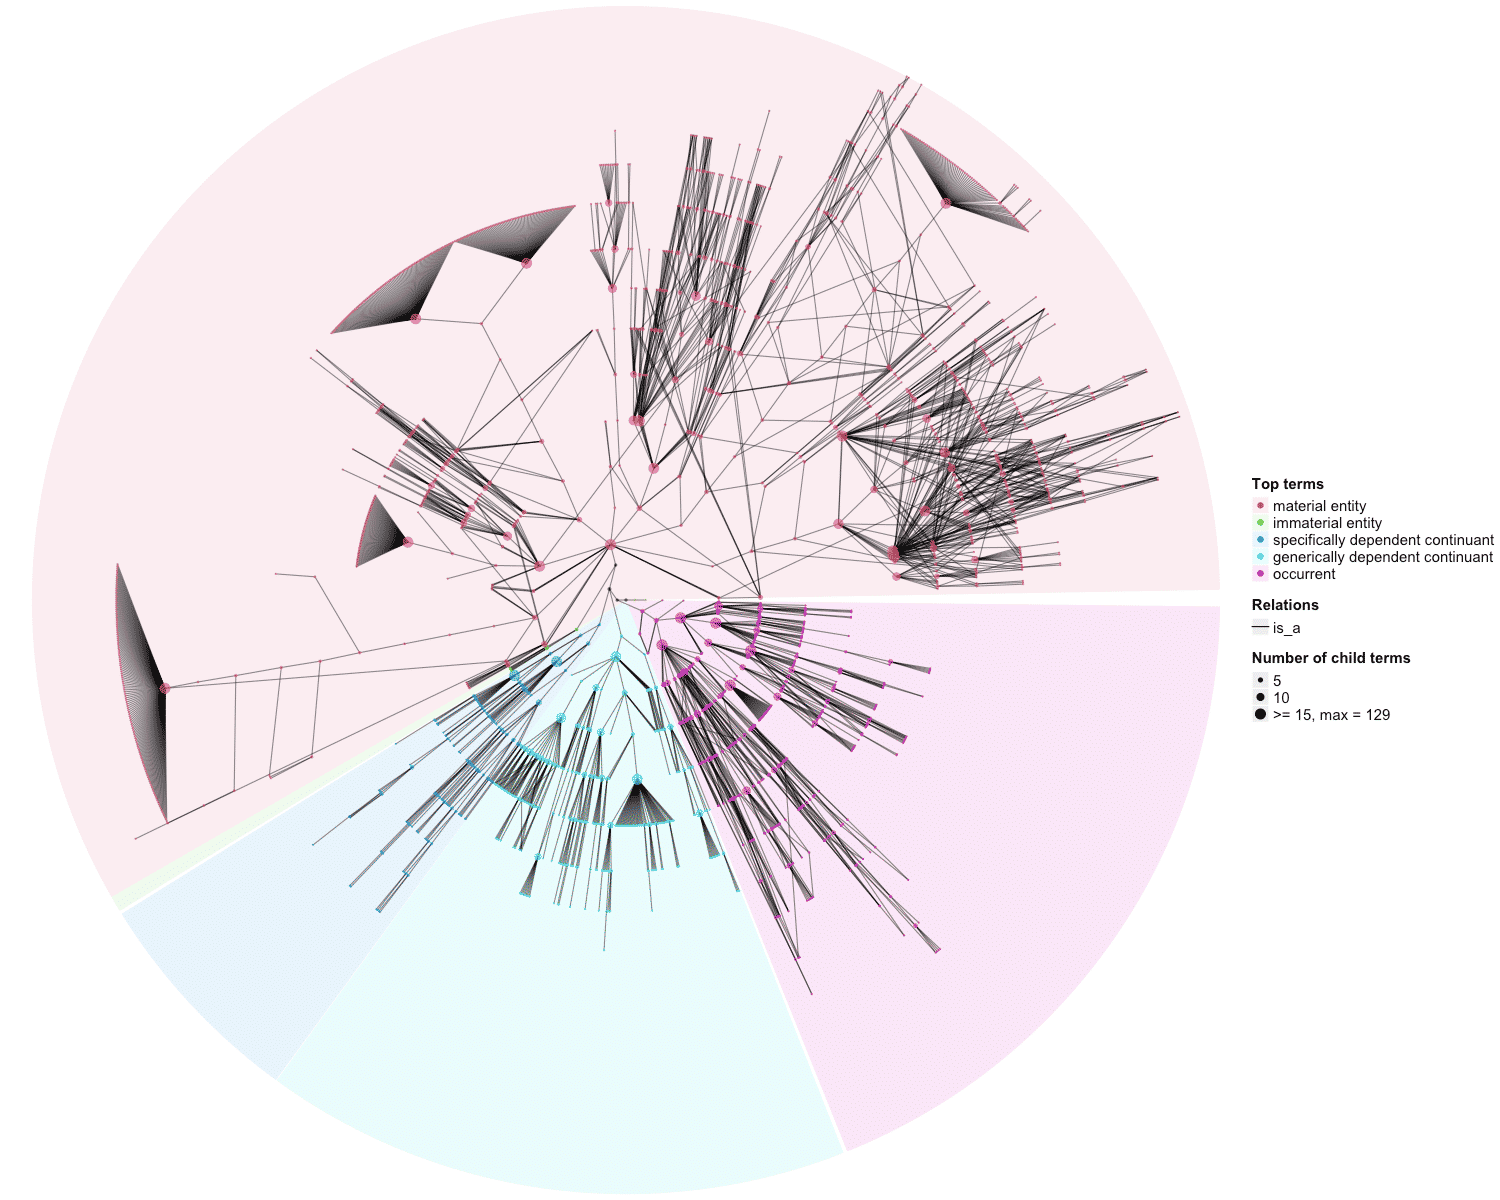 Top terms
material entity
immaterial entity
specifically dependent continuant
generically dependent continuant
occurrent
Relations
is_a
Number of child terms
5
10
>= 15, max = 129